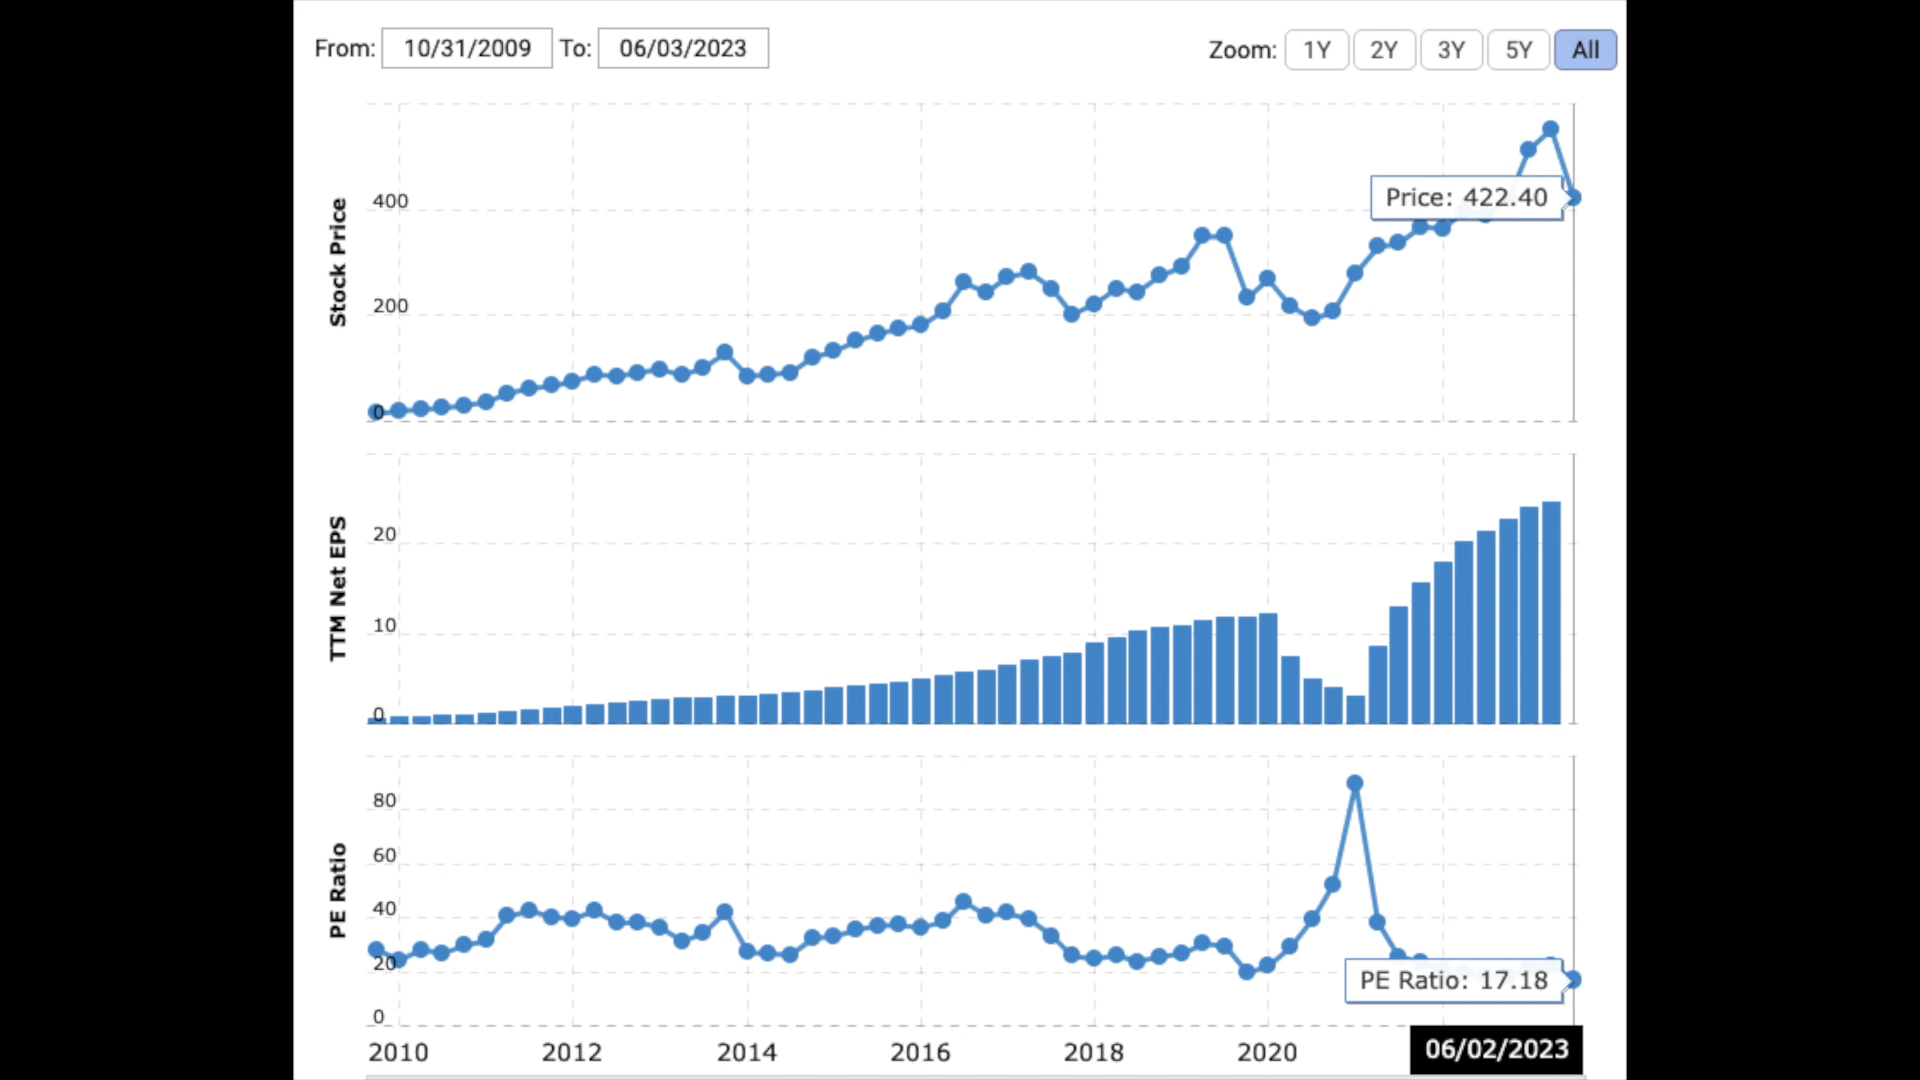 From: 10/31/2009 To: 06/03/2023
Zoom: 1Y 2Y 3Y 5Y All
Stock Price
400
200
0
Price: 422.40
TTM Net EPS
20
10
0
PE Ratio
80
60
40
20
0
PE Ratio: 17.18
2010 2012 2014 2016 2018 2020 06/02/2023